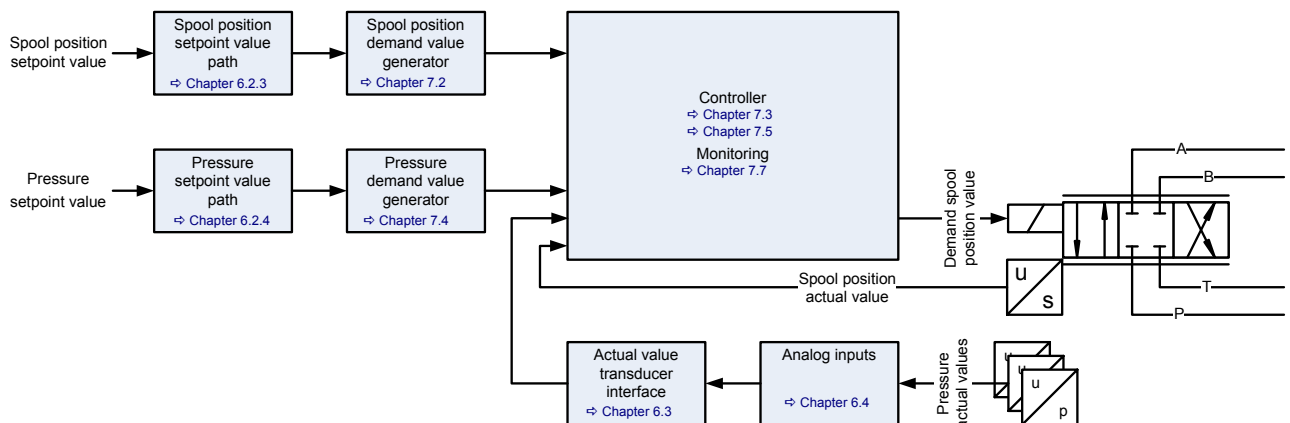 Spool position
setpoint value
Spool position
setpoint value
path
⇨ Chapter 6.2.3
Spool position
demand value
generator
⇨ Chapter 7.2
Controller
⇨ Chapter 7.3
⇨ Chapter 7.5
Monitoring
⇨ Chapter 7.7
Pressure
setpoint value
Pressure
setpoint value
path
⇨ Chapter 6.2.4
Pressure
demand value
generator
⇨ Chapter 7.4
Demand spool
position value
A
B
T
P
u
s
Spool position
actual value
Actual value
transducer
interface
⇨ Chapter 6.3
Analog inputs
⇨ Chapter 6.4
Pressure
actual values
u
u
u
p